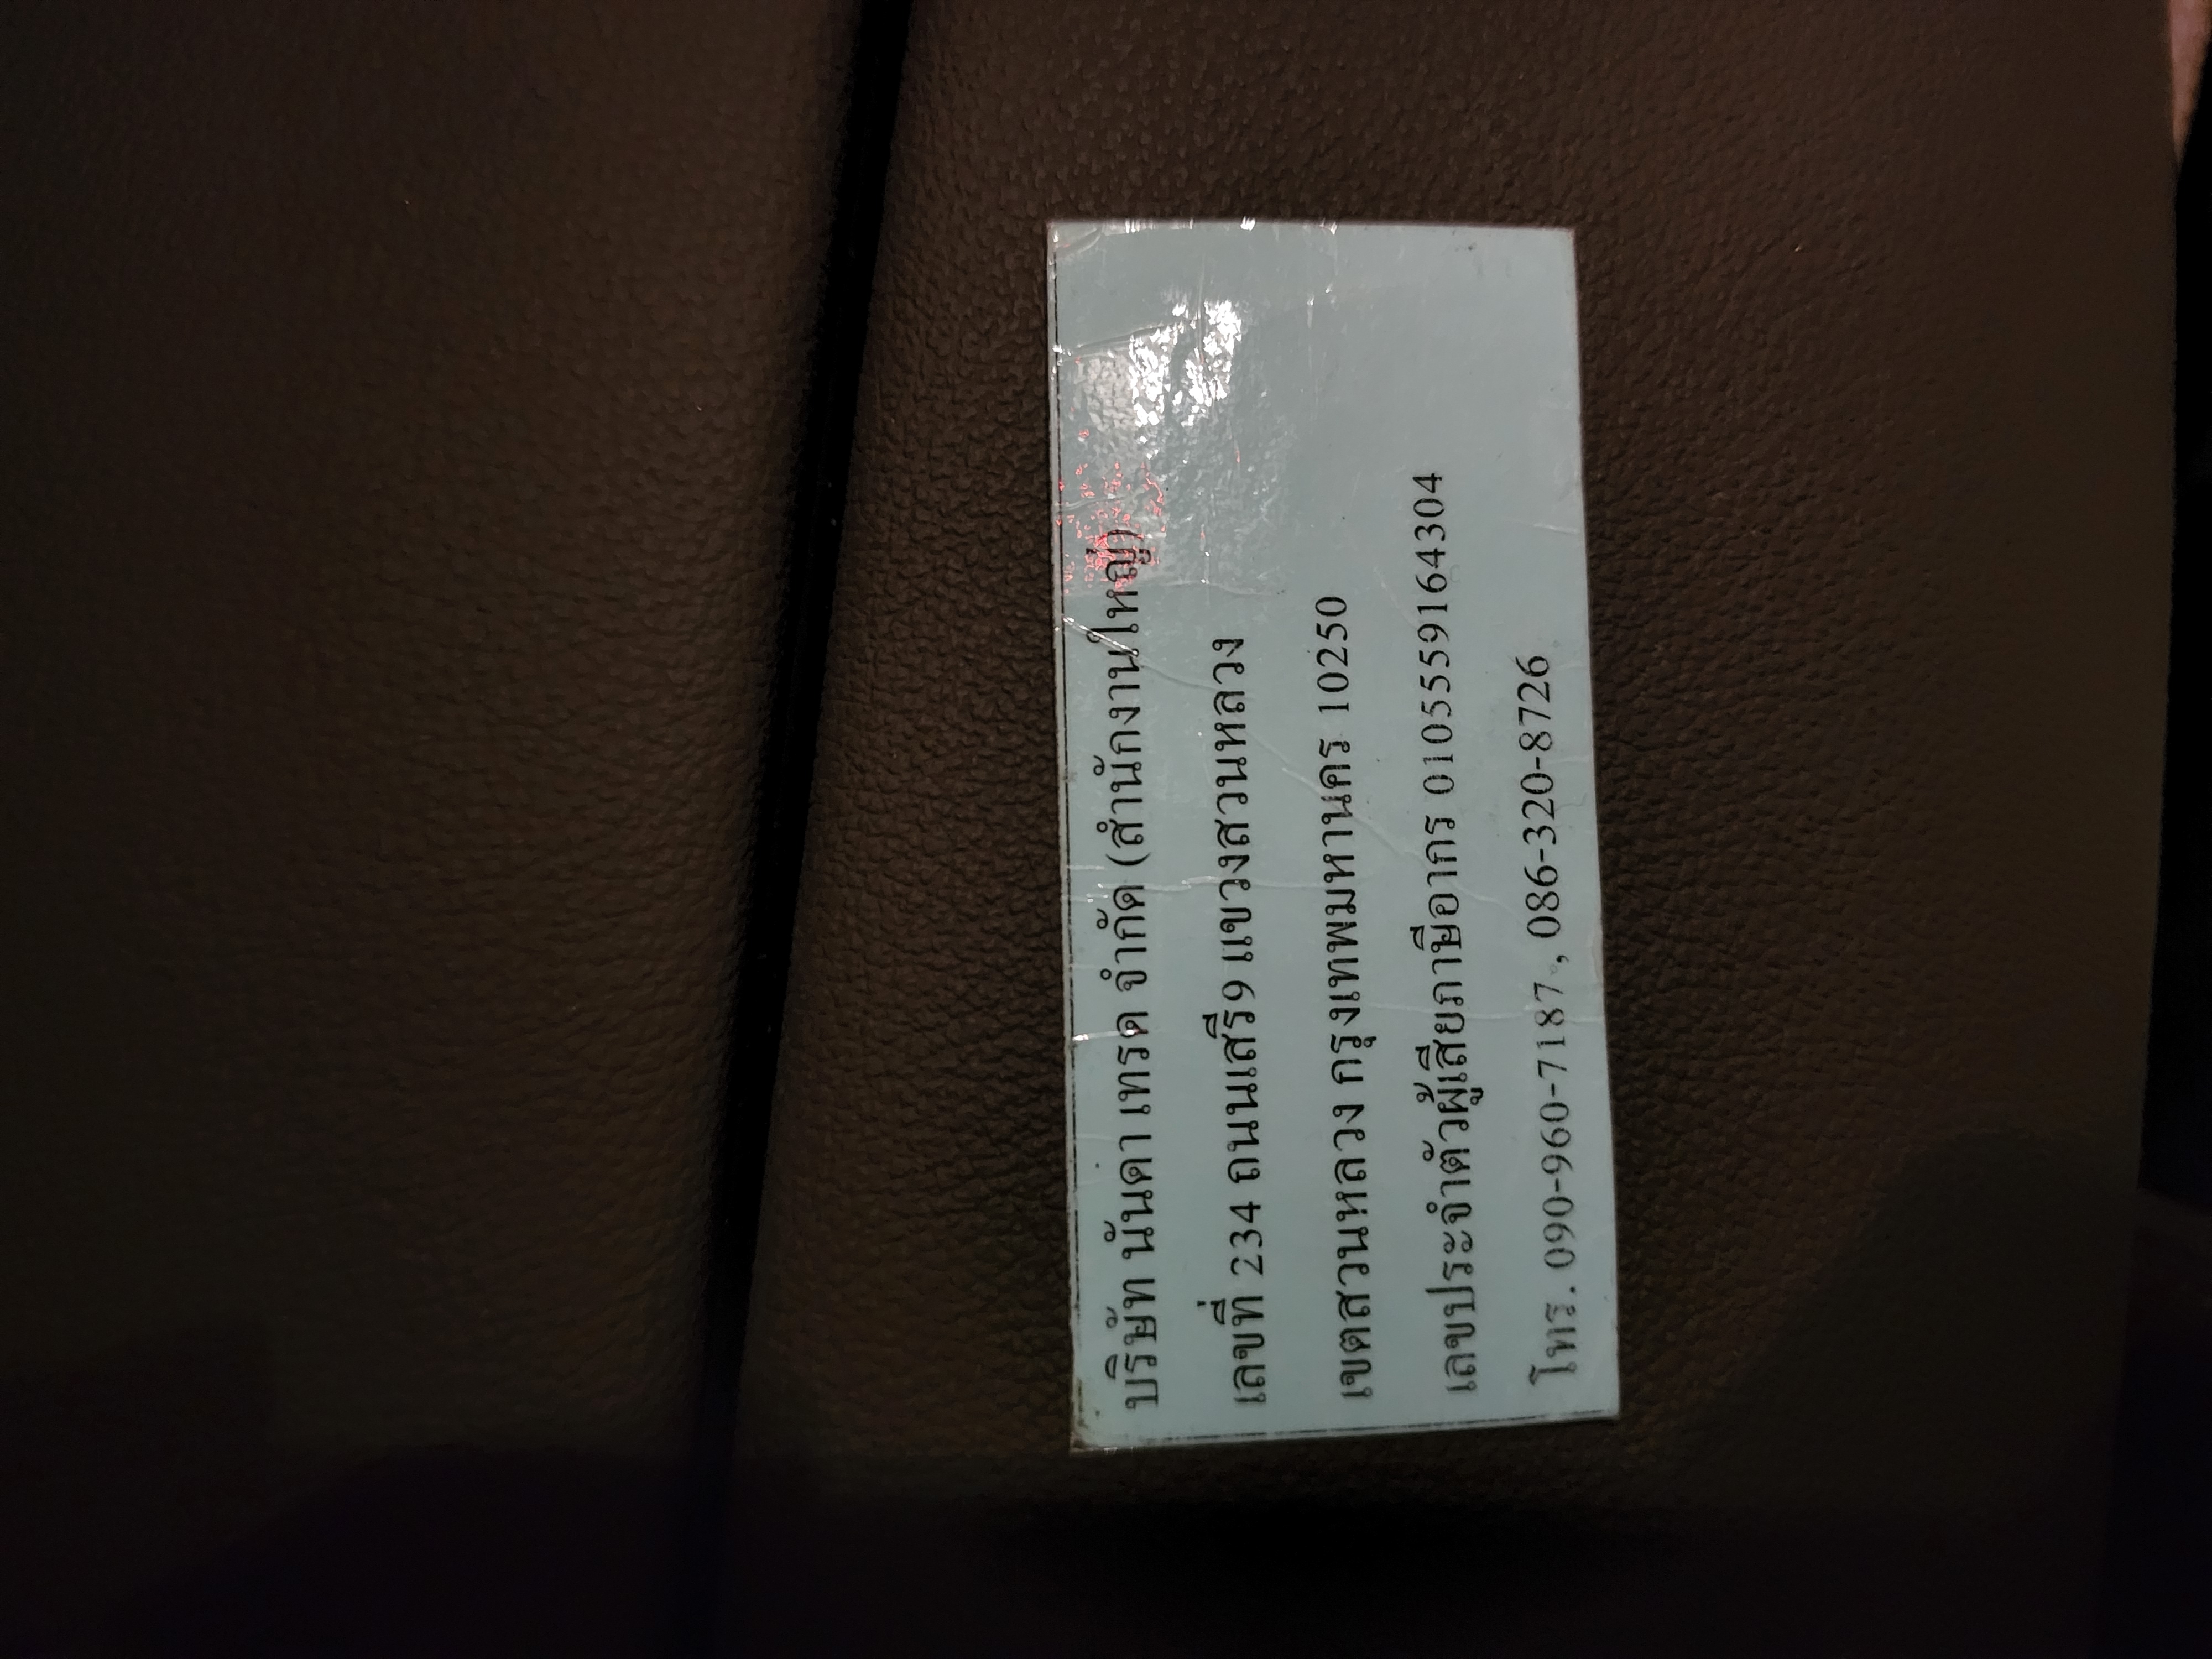 บริษัท นันดา เทรด จำกัด (สำนักงานใหญ่)
เลขที่ 234 ถนนเสรี9 แขวงสวนหลวง
เขตสวนหลวง กรุงเทพมหานคร 10250
เลขประจำตัวผู้เสียภาษีอากร 0105559164304
โทร. 090-960-7187, 086-320-8726